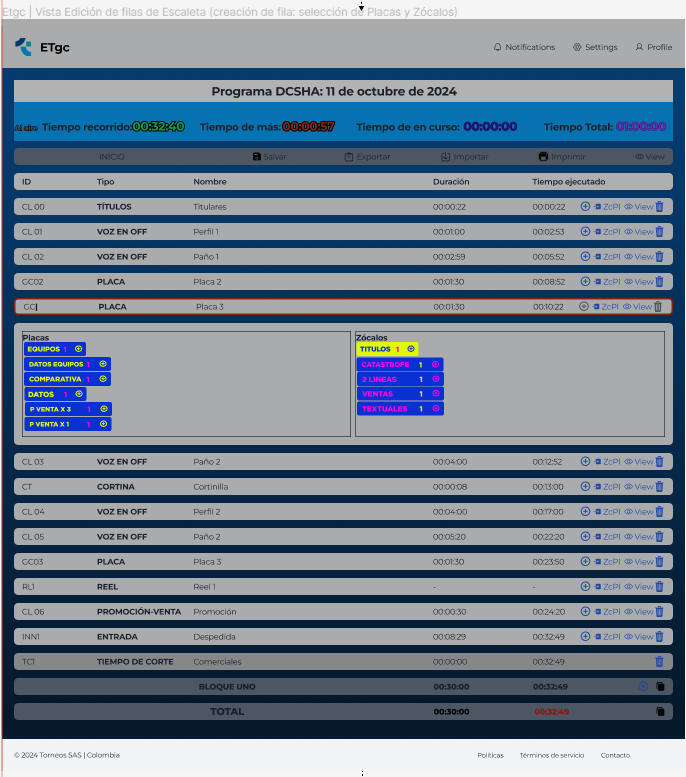 Etgc | Vista Edición de filas de Escaleta (creación de fila: selección de Placas y Zócalos)
ETgc Notifications Settings Profile
Programa DCSHA: 11 de octubre de 2024
Al aire Tiempo recorrido: 00:32:40 Tiempo de más: 00:00:57 Tiempo de en curso: 00:00:00 Tiempo Total: 01:00:00
INICIO Salvar Exportar Importar Imprimir View
ID Tipo Nombre Duración Tiempo ejecutado
CL 00 TÍTULOS Titulares 00:00:22 00:00:22 ZcPl View
CL 01 VOZ EN OFF Perfil 1 00:01:00 00:02:53 ZcPl View
CL 02 VOZ EN OFF Paño 1 00:02:59 00:05:52 ZcPl View
GC02 PLACA Placa 2 00:01:30 00:08:52 ZcPl View
GC PLACA Placa 3 00:01:30 00:10:22 ZcPl View
Placas
EQUIPOS 1
DATOS EQUIPOS 1
COMPARATIVA 1
DATOS 1
P VENTA X 3 1
P VENTA X 1 1
Zócalos
TITULOS 1
CATASTROFE 1
2 LINEAS 1
VENTAS 1
TEXTUALES 1
CL 03 VOZ EN OFF Paño 2 00:04:00 00:12:52 ZcPl View
CT CORTINA Cortinilla 00:00:08 00:13:00 ZcPl View
CL 04 VOZ EN OFF Perfil 2 00:04:00 00:17:00 ZcPl View
CL 05 VOZ EN OFF Paño 2 00:05:20 00:22:20 ZcPl View
GC03 PLACA Placa 3 00:01:30 00:23:50 ZcPl View
RL1 REEL Reel 1 - - ZcPl View
CL 06 PROMOCIÓN-VENTA Promoción 00:00:30 00:24:20 ZcPl View
INN1 ENTRADA Despedida 00:08:29 00:32:49 ZcPl View
TC1 TIEMPO DE CORTE Comerciales 00:00:00 00:32:49
BLOQUE UNO 00:30:00 00:32:49
TOTAL 00:30:00 00:32:49
© 2024 Torneos SAS | Colombia Políticas Términos de servicio Contacto